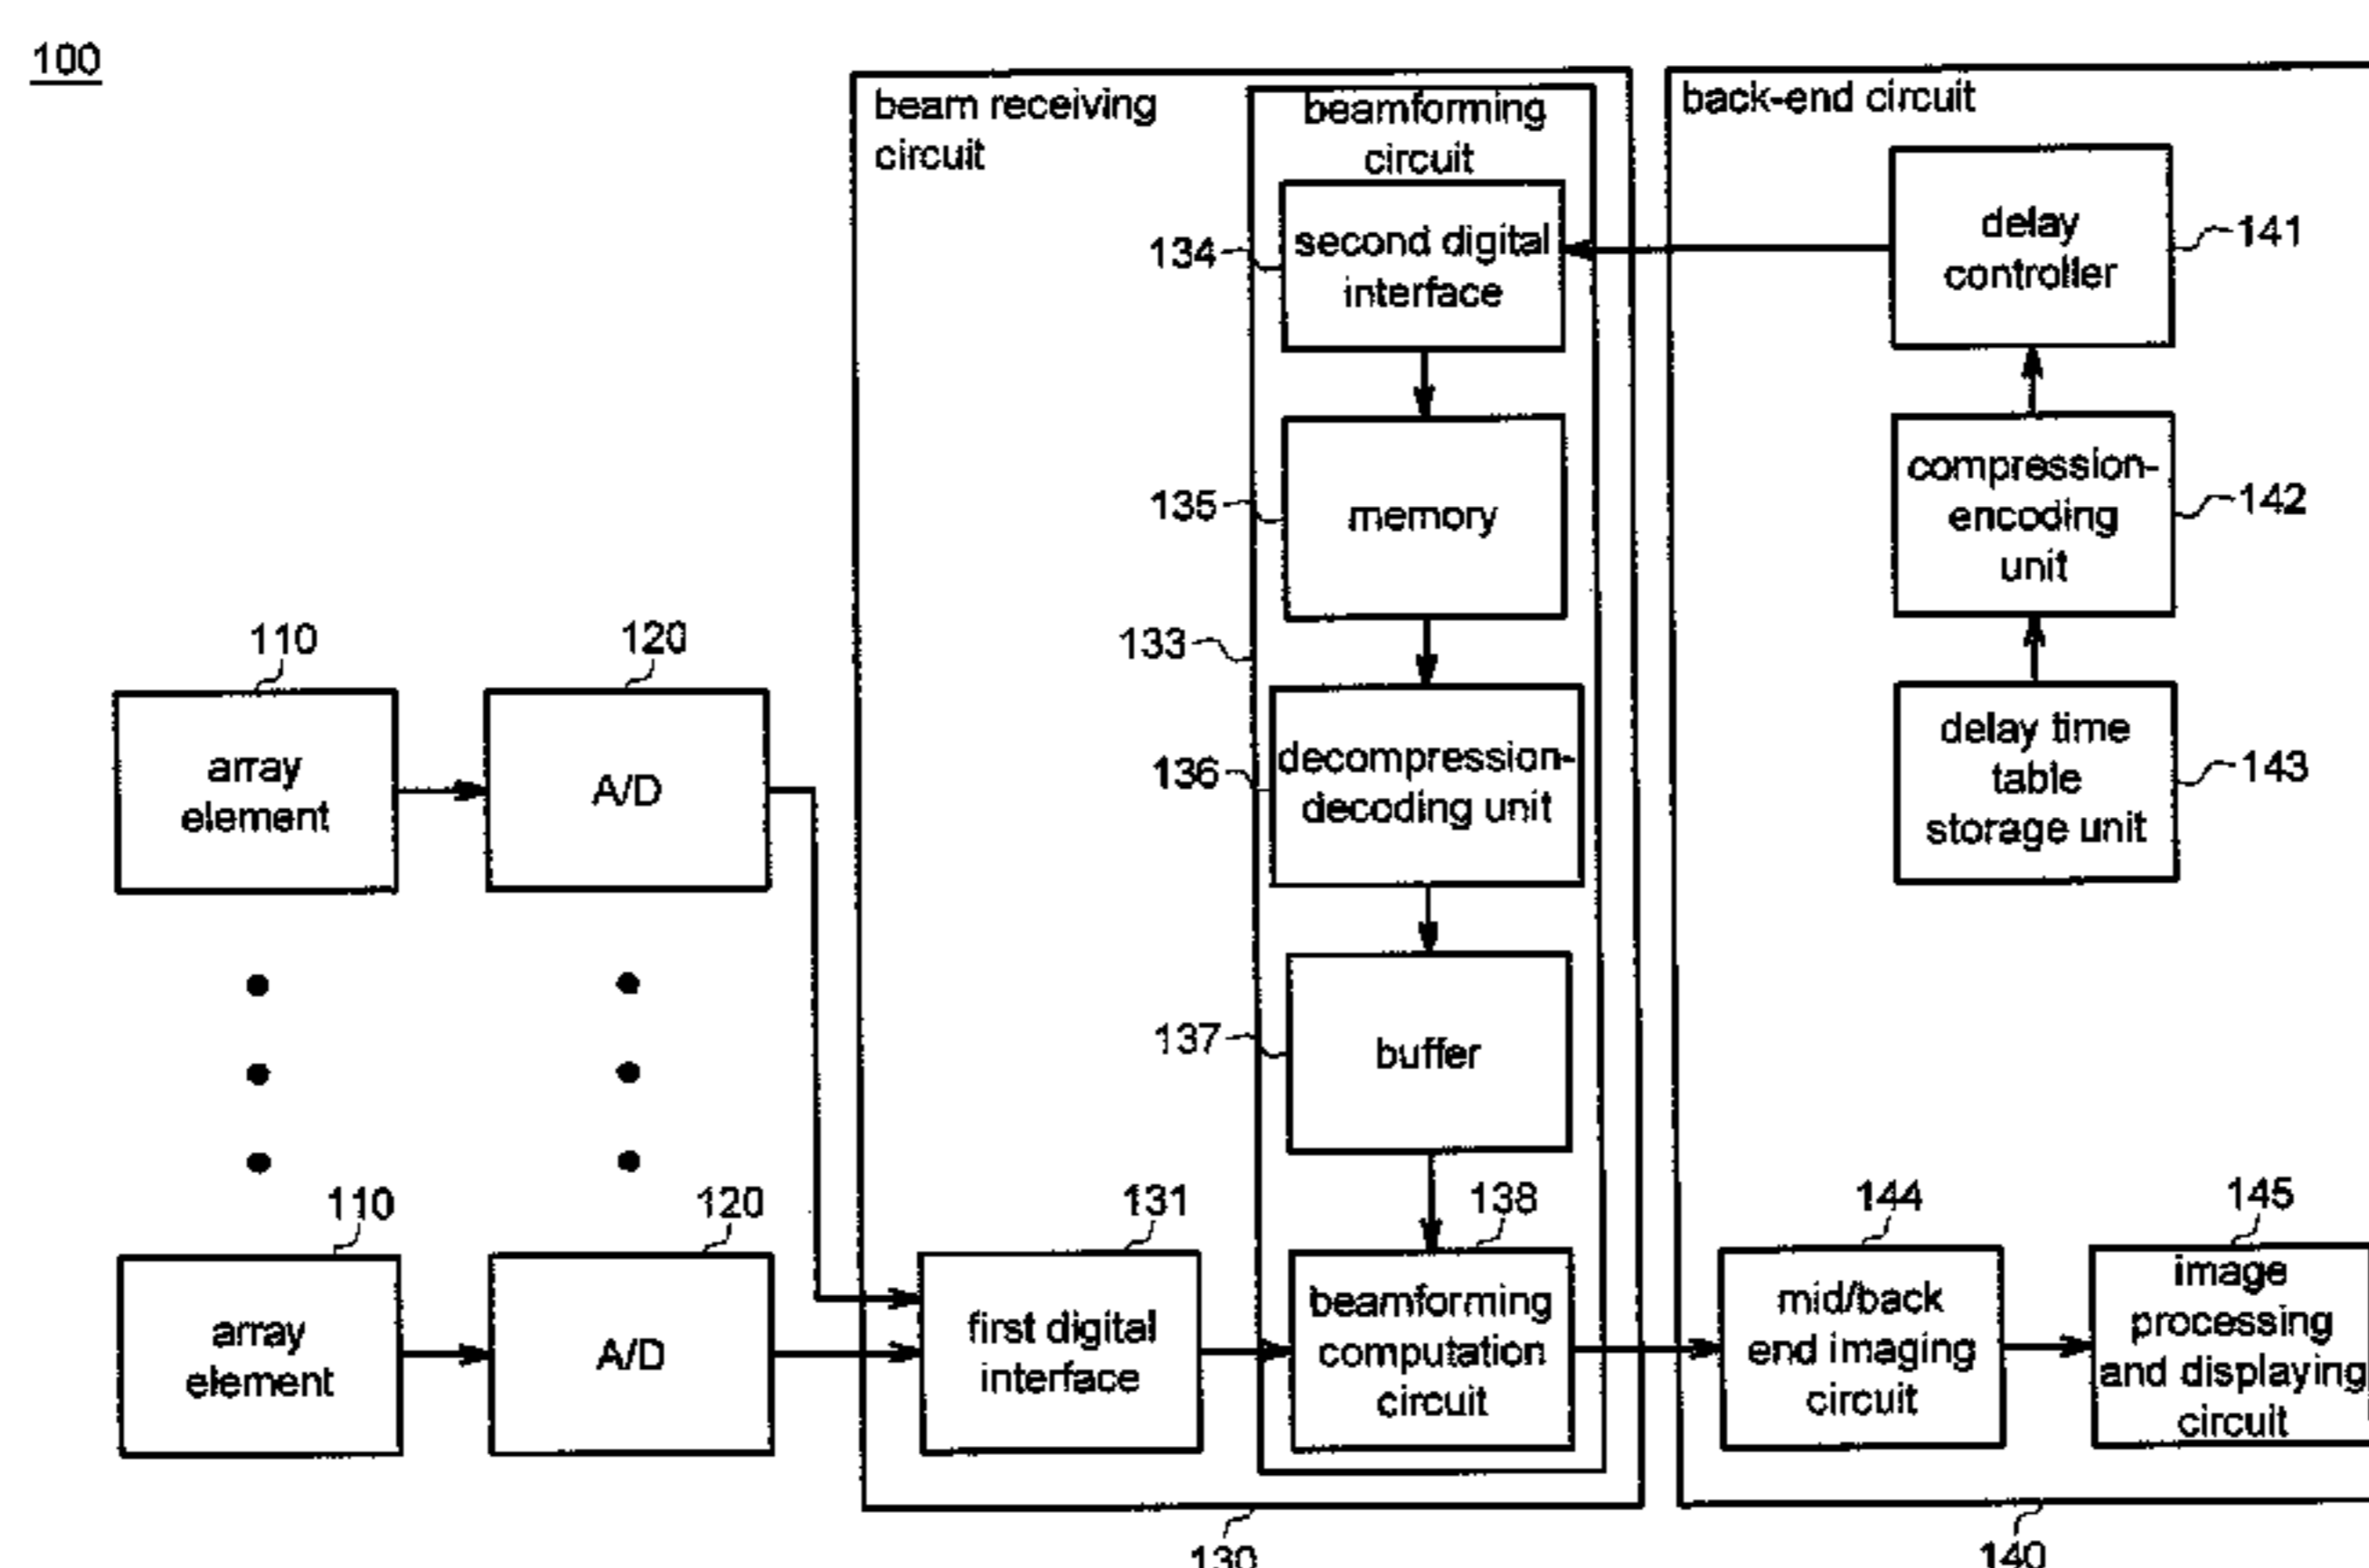 100
beam receiving
circuit
beamforming
circuit
back-end circuit
134
second digital
interface
delay
controller
141
135
memory
compression-
encoding
unit
142
133
110
120
array
element
A/D
136
decompression-
decoding unit
delay time
table
storage unit
143
137
buffer
110
120
131
138
144
145
array
element
A/D
first digital
interface
beamforming
computation
circuit
mid/back
end imaging
circuit
image
processing
and displaying
circuit
130
140